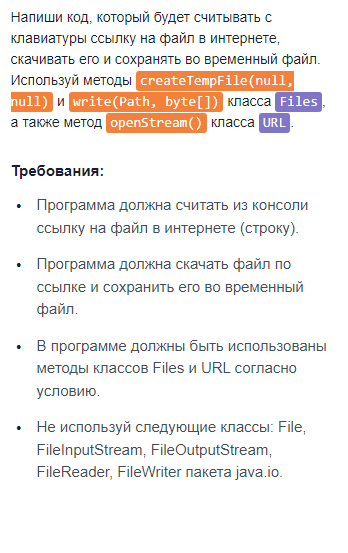 Напиши код, который будет считывать с
клавиатуры ссылку на файл в интернете,
скачивать его и сохранять во временный файл.
Используй методы createTempFile(null,
null) и write(Path, byte[]) класса Files,
а также метод openStream() класса URL.
Требования:
• Программа должна считать из консоли
ссылку на файл в интернете (строку).
• Программа должна скачать файл по
ссылке и сохранить его во временный
файл.
• В программе должны быть использованы
методы классов Files и URL согласно
условию.
• Не используй следующие классы: File,
FileInputStream, FileOutputStream,
FileReader, FileWriter пакета java.io.